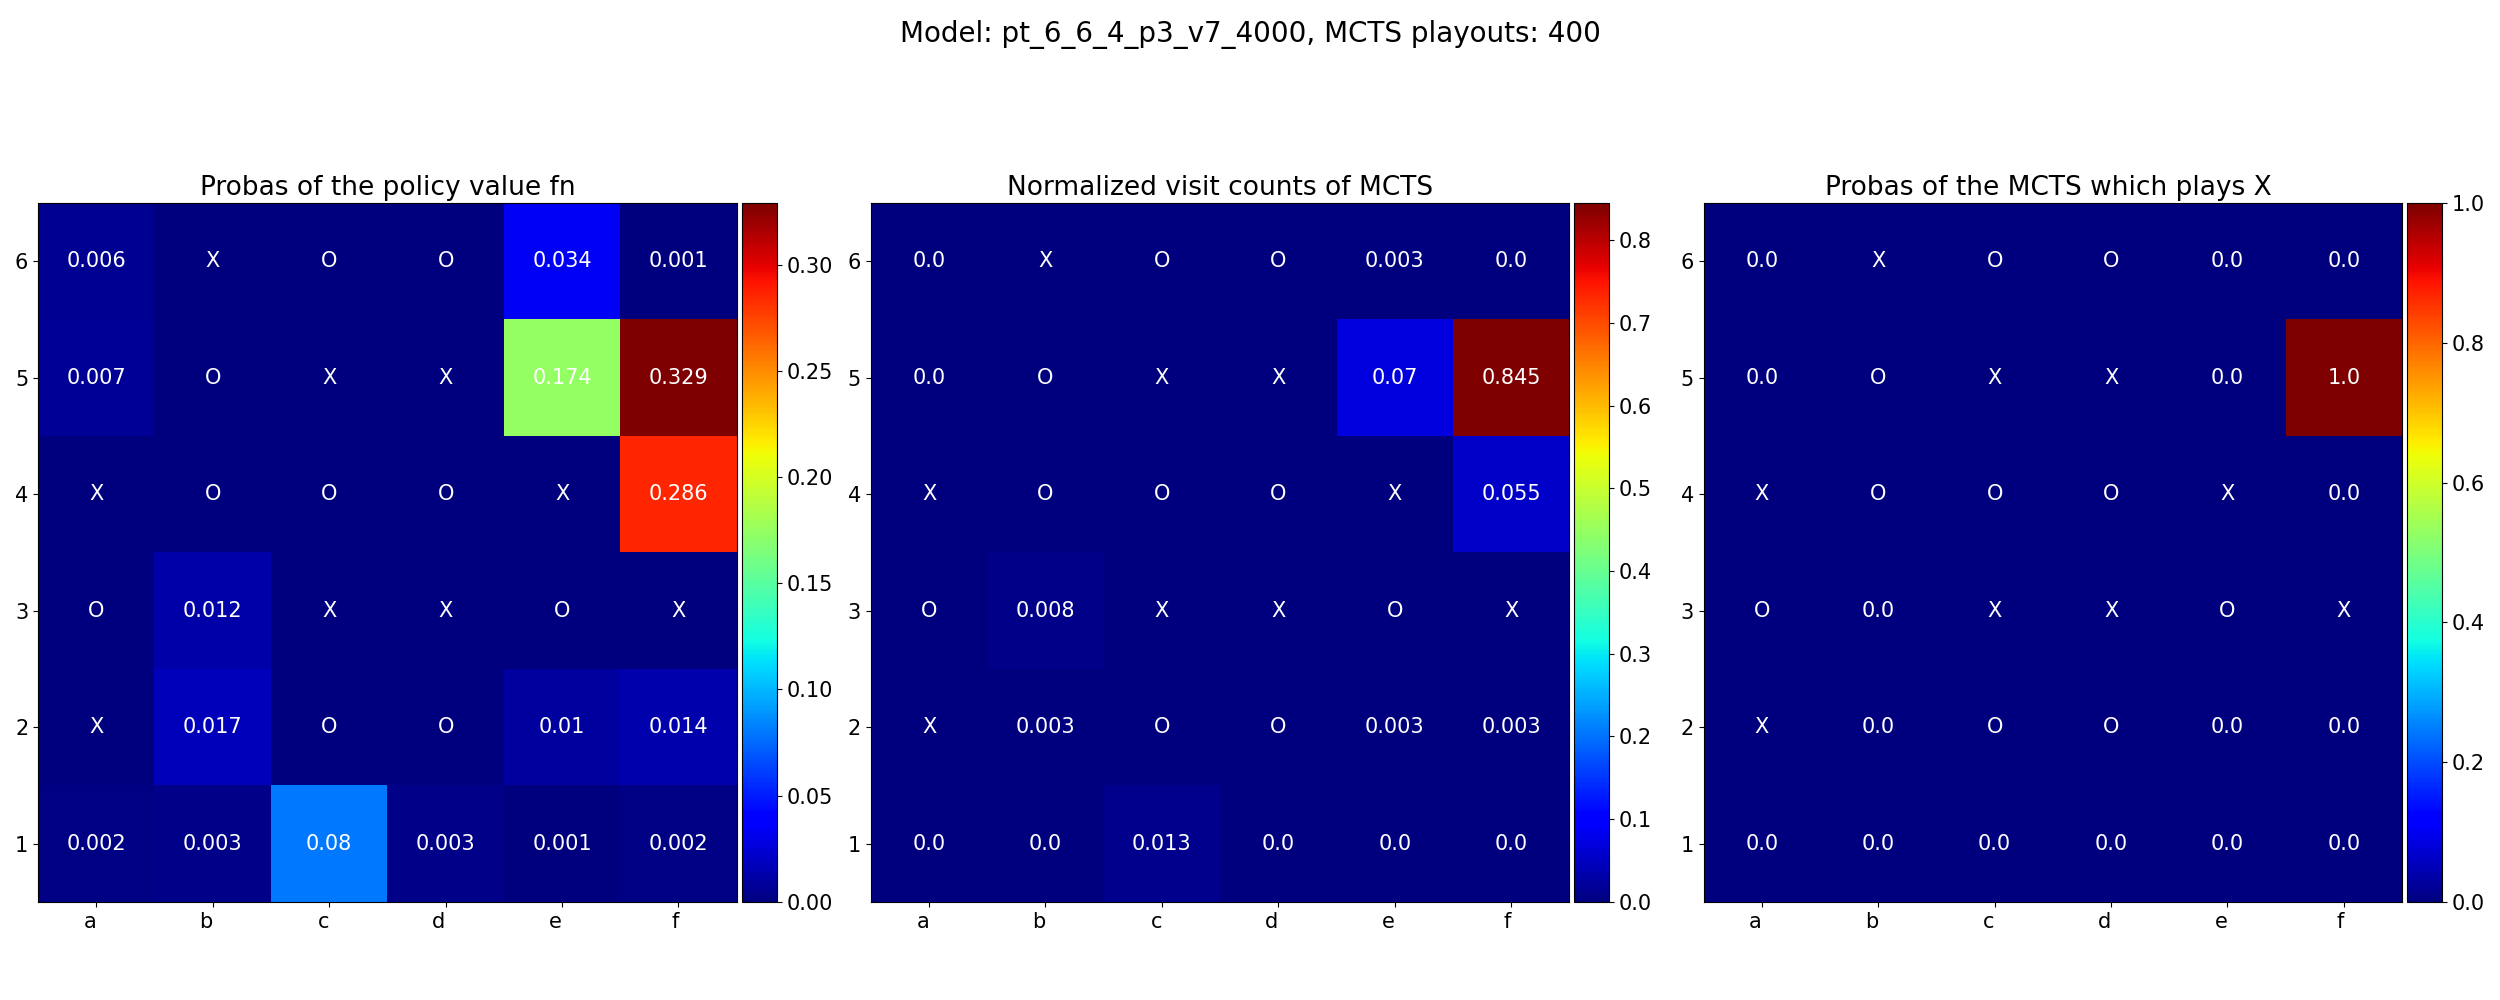 Model: pt_6_6_4_p3_v7_4000, MCTS playouts: 400
Probas of the policy value fn
6 0.006 X O O 0.034 0.001
5 0.007 O X X 0.174 0.329
4 X O O O X 0.286
3 O 0.012 X X O X
2 X 0.017 O O 0.01 0.014
1 0.002 0.003 0.08 0.003 0.001 0.002
a b c d e f
0.30
0.25
0.20
0.15
0.10
0.05
0.00
Normalized visit counts of MCTS
6 0.0 X O O 0.003 0.0
5 0.0 O X X 0.07 0.845
4 X O O O X 0.055
3 O 0.008 X X O X
2 X 0.003 O O 0.003 0.003
1 0.0 0.0 0.013 0.0 0.0 0.0
a b c d e f
0.8
0.7
0.6
0.5
0.4
0.3
0.2
0.1
0.0
Probas of the MCTS which plays X
6 0.0 X O O 0.0 0.0
5 0.0 O X X 0.0 1.0
4 X O O O X 0.0
3 O 0.0 X X O X
2 X 0.0 O O 0.0 0.0
1 0.0 0.0 0.0 0.0 0.0 0.0
a b c d e f
1.0
0.8
0.6
0.4
0.2
0.0